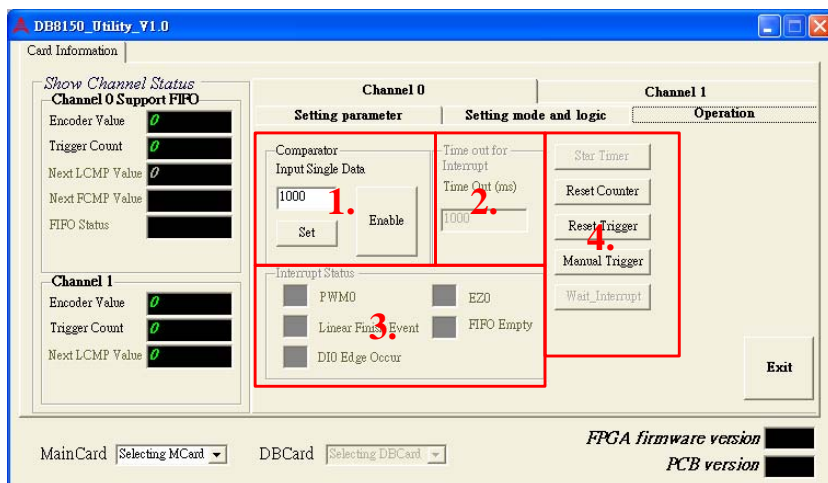 DB8150_Utility_V1.0
Card Information
Show Channel Status
Channel 0 Support FIFO
Encoder Value 0
Trigger Count 0
Next LCMP Value 0
Next FCMP Value
FIFO Status
Channel 1
Encoder Value 0
Trigger Count 0
Next LCMP Value 0
Channel 0 Channel 1
Setting parameter Setting mode and logic Operation
Comparator
Input Single Data
1000
Set
Enable
1.
Time out for
Interrupt
Time Out (ms)
1000
2.
Interrupt Status
PWM0 EZ0
Linear Finish Event FIFO Empty
DI0 Edge Occur
3.
Star Timer
Reset Counter
Reset Trigger
Manual Trigger
Wait_Interrupt
4.
Exit
MainCard Selecting MCard DBCard Selecting DBCard
FPGA firmware version
PCB version